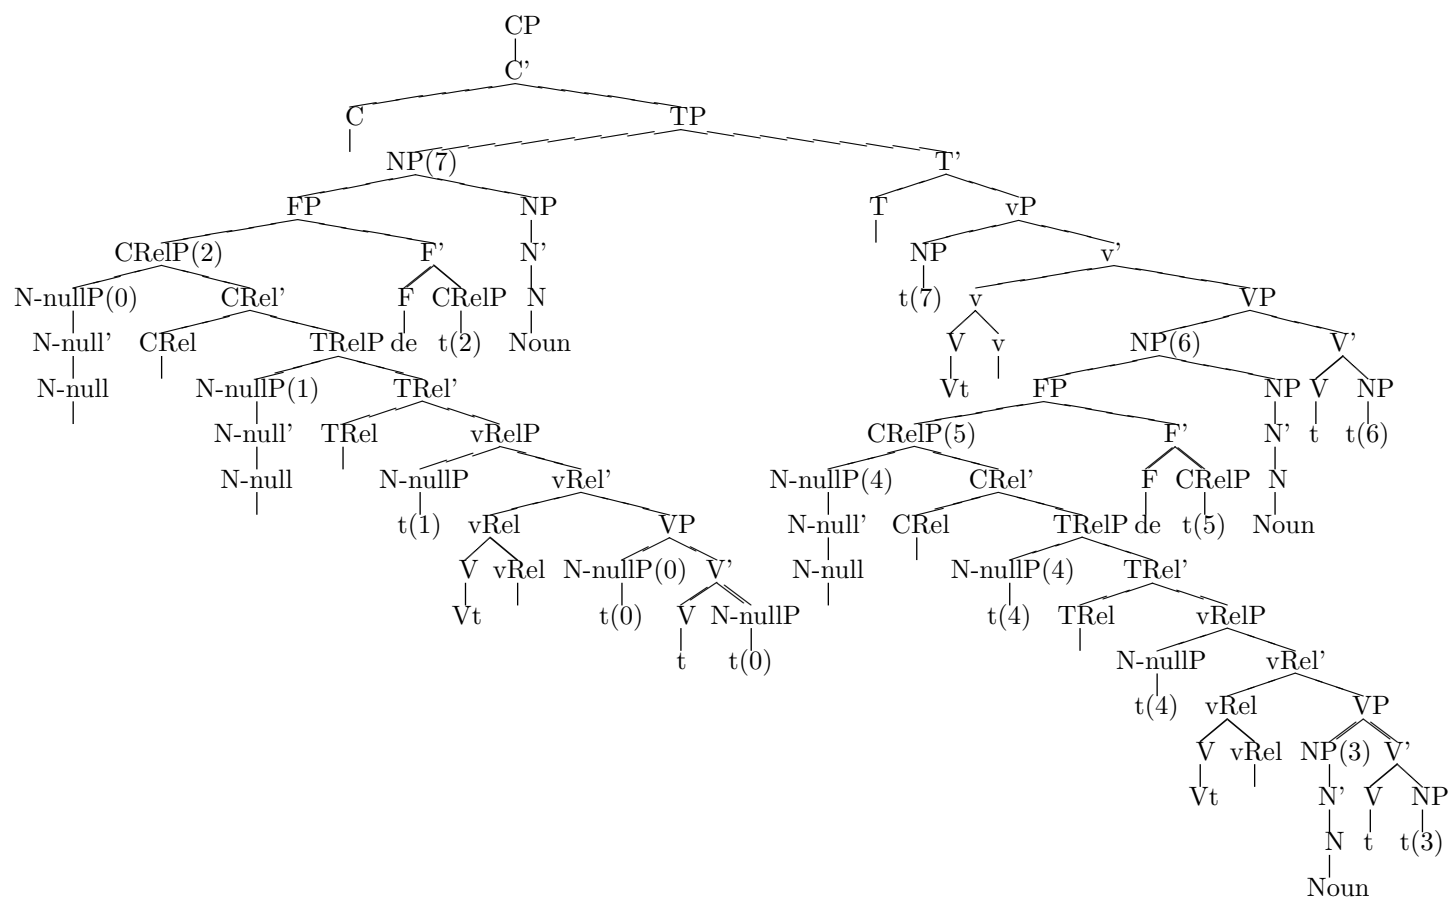 CP
C'
C TP
NP(7) T'
FP NP T vP
CRelP(2) F' N' NP v'
N-nullP(0) CRel' F CRelP N t(7) v VP
N-null' CRel TRelP de t(2) Noun V v NP(6) V'
N-null N-nullP(1) TRel' Vt FP NP V NP
N-null' TRel vRelP CRelP(5) F' N' t t(6)
N-null N-nullP vRel' N-nullP(4) CRel' F CRelP N
t(1) vRel VP N-null' CRel TRelP de t(5) Noun
V vRel N-nullP(0) V' N-null N-nullP(4) TRel'
Vt t(0) V N-nullP t(4) TRel vRelP
t t(0) N-nullP vRel'
t(4) vRel VP
V vRel NP(3) V'
Vt N' V NP
N t t(3)
Noun